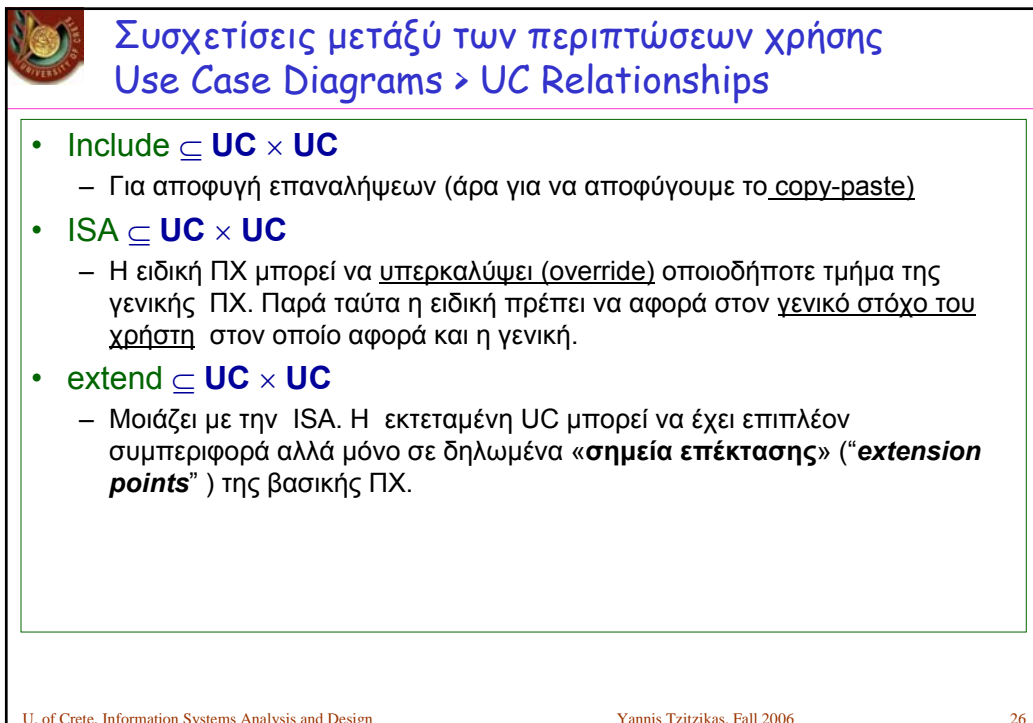 Συσχετίσεις μετάξύ των περιπτώσεων χρήσης
Use Case Diagrams > UC Relationships
• Include ⊆ UC × UC
– Για αποφυγή επαναλήψεων (άρα για να αποφύγουμε το copy-paste)
• ISA ⊆ UC × UC
– Η ειδική ΠΧ μπορεί να υπερκαλύψει (override) οποιοδήποτε τμήμα της
γενικής ΠΧ. Παρά ταύτα η ειδική πρέπει να αφορά στον γενικό στόχο του
χρήστη στον οποίο αφορά και η γενική.
• extend ⊆ UC × UC
– Μοιάζει με την ISA. Η εκτεταμένη UC μπορεί να έχει επιπλέον
συμπεριφορά αλλά μόνο σε δηλωμένα «σημεία επέκτασης» (“extension
points” ) της βασικής ΠΧ.
U. of Crete, Information Systems Analysis and Design Yannis Tzitzikas, Fall 2006 26